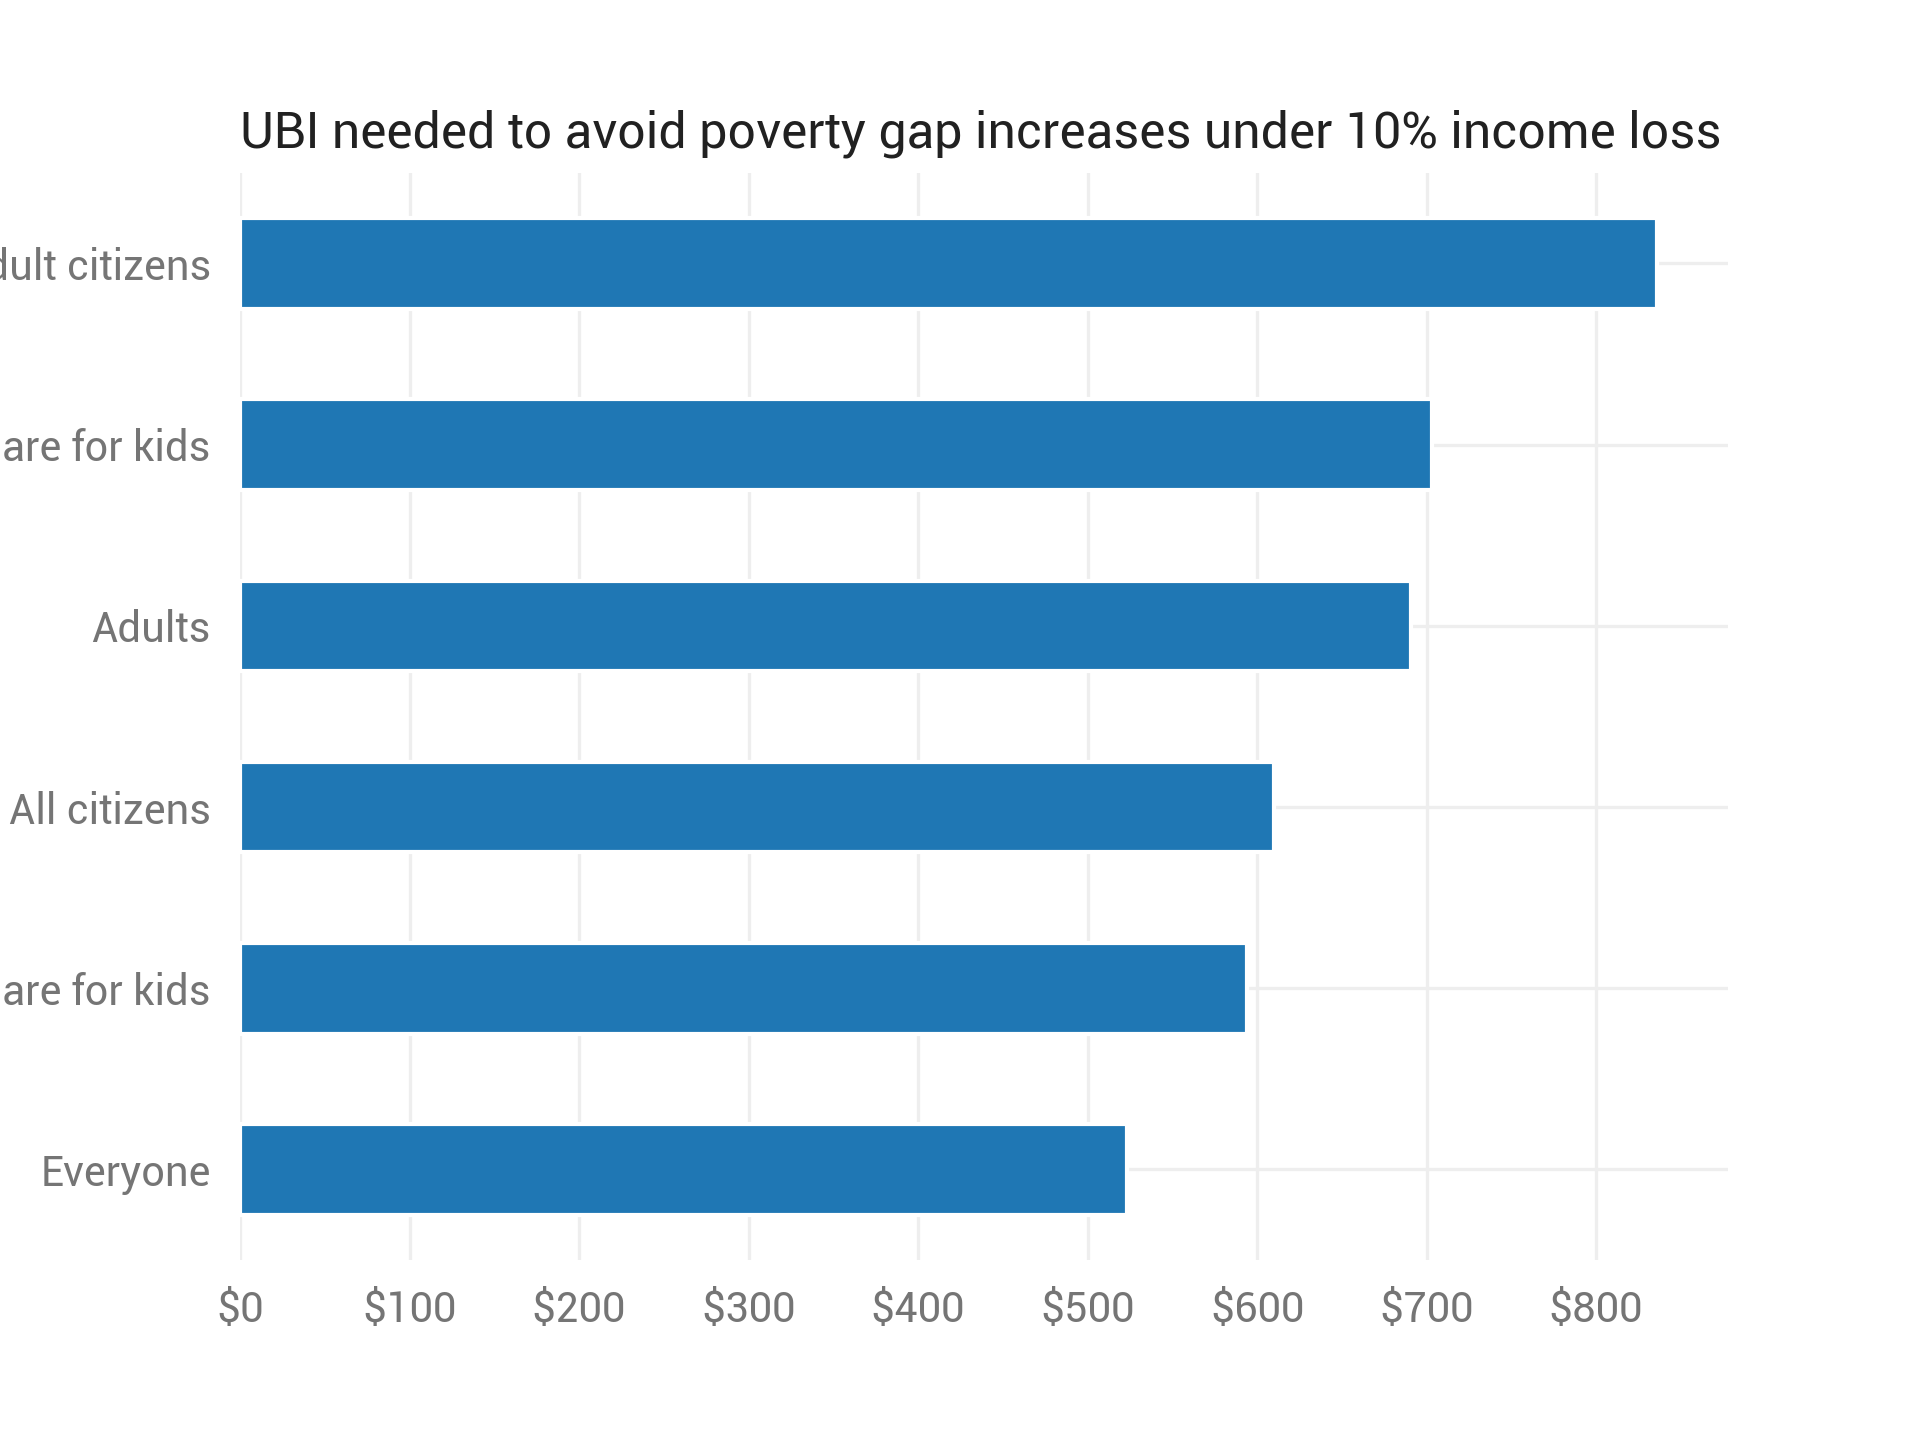 UBI needed to avoid poverty gap increases under 10% income loss
citizens
are for kids
Adults
All citizens
are for kids
Everyone
$0 $100 $200 $300 $400 $500 $600 $700 $800